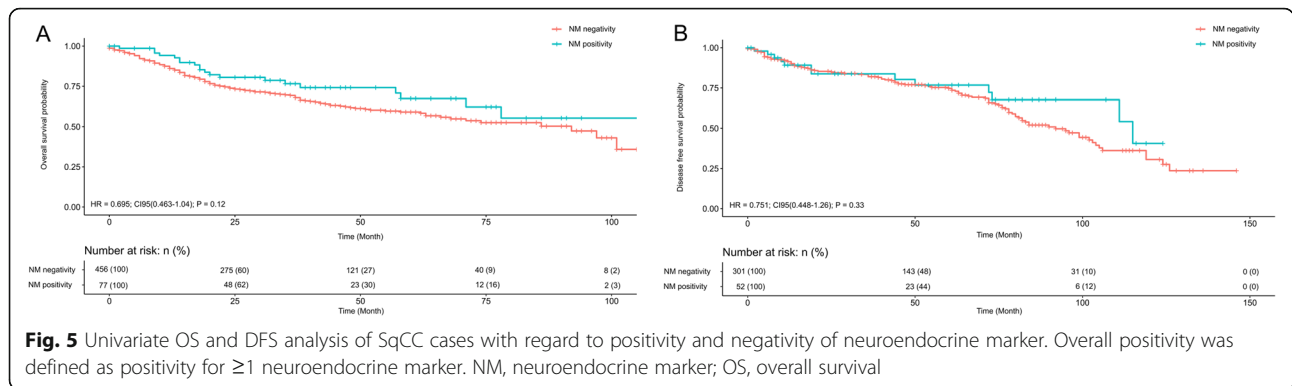 A
NM negativity
NM positivity
1.00
0.75
0.50
0.25
0.00
Overall survival probability
HR = 0.695; CI95(0.463-1.04); P = 0.12
0 25 50 75 100
Time (Month)
Number at risk: n (%)
NM negativity 456 (100) 275 (60) 121 (27) 40 (9) 8 (2)
NM positivity 77 (100) 48 (62) 23 (30) 12 (16) 2 (3)
0 25 50 75 100
Time (Month)
B
NM negativity
NM positivity
1.00
0.75
0.50
0.25
0.00
Disease free survival probability
HR = 0.751; CI95(0.448-1.26); P = 0.33
0 50 100 150
Time (Month)
Number at risk: n (%)
NM negativity 301 (100) 143 (48) 31 (10) 0 (0)
NM positivity 52 (100) 23 (44) 6 (12) 0 (0)
0 50 100 150
Time (Month)
Fig. 5 Univariate OS and DFS analysis of SqCC cases with regard to positivity and negativity of neuroendocrine marker. Overall positivity was
defined as positivity for ≥1 neuroendocrine marker. NM, neuroendocrine marker; OS, overall survival